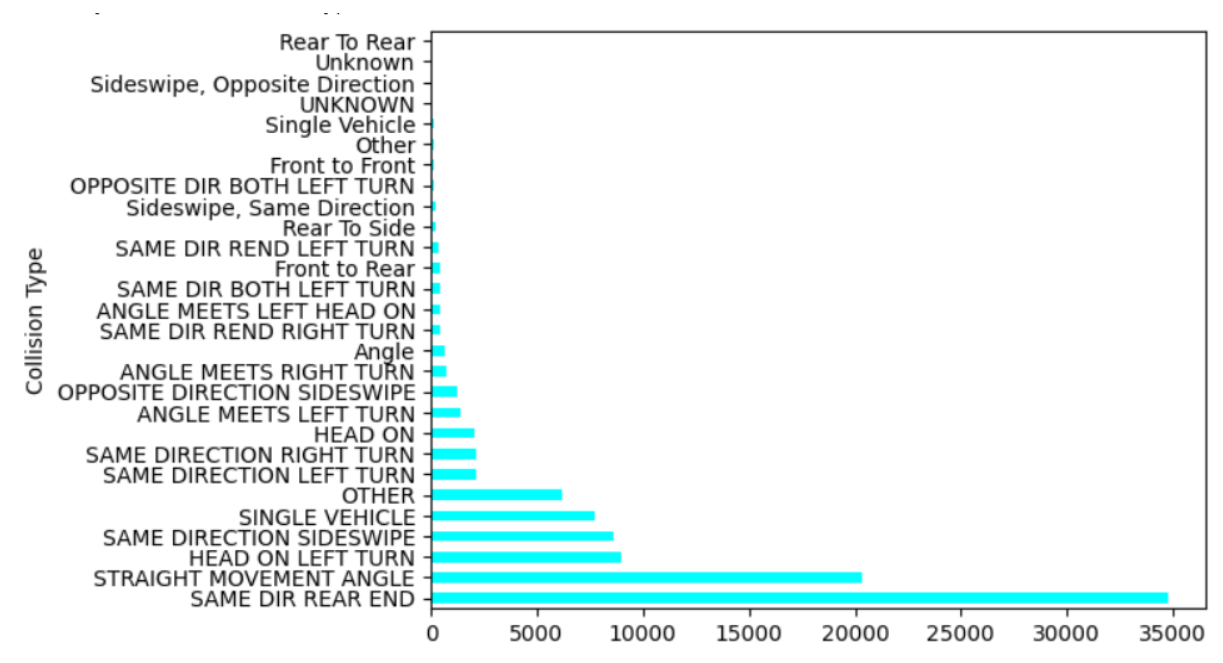 Rear To Rear
Unknown
Sideswipe, Opposite Direction
UNKNOWN
Single Vehicle
Other
Front to Front
OPPOSITE DIR BOTH LEFT TURN
Sideswipe, Same Direction
Rear To Side
SAME DIR REND LEFT TURN
Front to Rear
SAME DIR BOTH LEFT TURN
ANGLE MEETS LEFT HEAD ON
SAME DIR REND RIGHT TURN
Angle
ANGLE MEETS RIGHT TURN
OPPOSITE DIRECTION SIDESWIPE
ANGLE MEETS LEFT TURN
HEAD ON
SAME DIRECTION RIGHT TURN
SAME DIRECTION LEFT TURN
OTHER
SINGLE VEHICLE
SAME DIRECTION SIDESWIPE
HEAD ON LEFT TURN
STRAIGHT MOVEMENT ANGLE
SAME DIR REAR END
Collision Type
0 5000 10000 15000 20000 25000 30000 35000